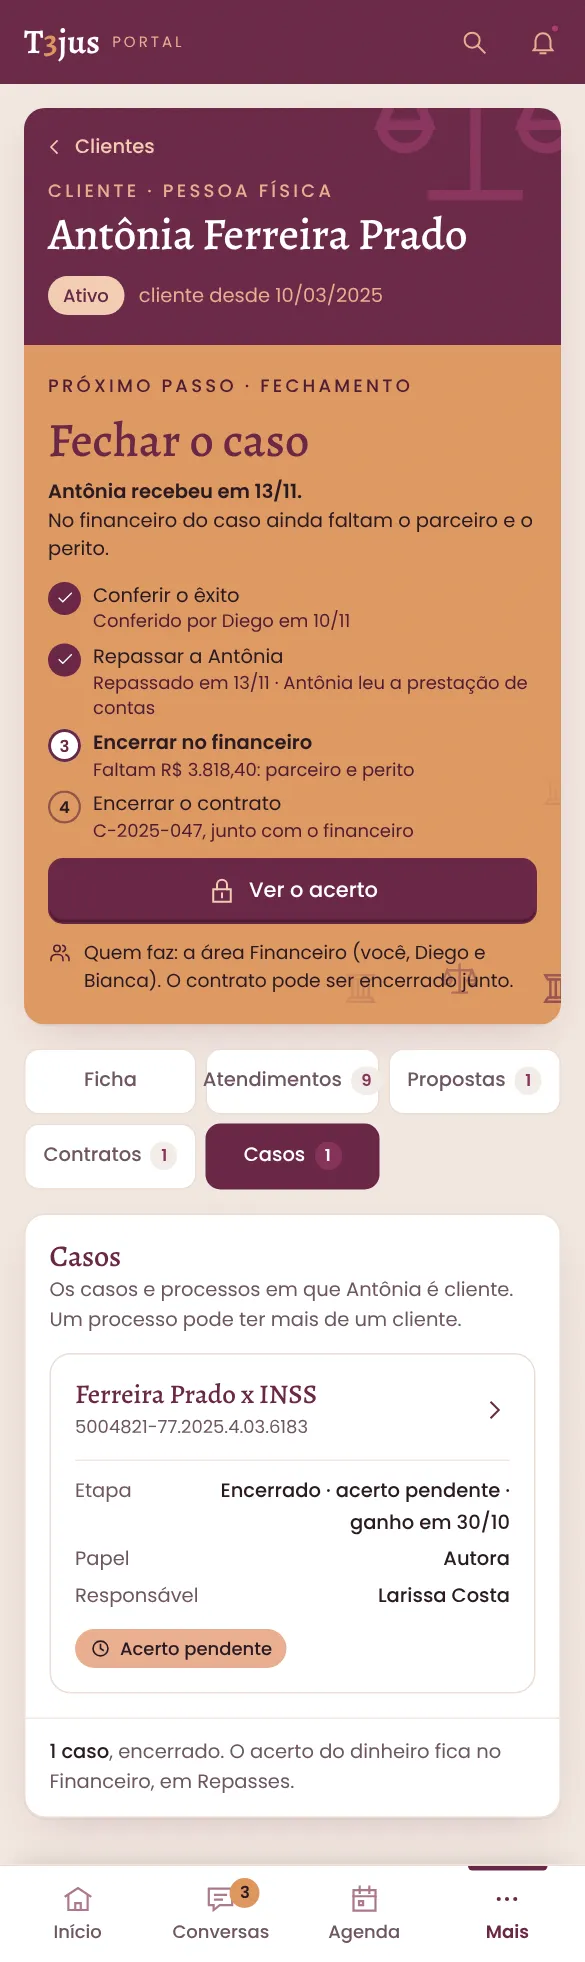 T3jus PORTAL
Clientes
CLIENTE · PESSOA FÍSICA
Antônia Ferreira Prado
Ativo
cliente desde 10/03/2025
PRÓXIMO PASSO · FECHAMENTO
Fechar o caso
Antônia recebeu em 13/11.
No financeiro do caso ainda faltam o parceiro e o
perito.
Conferir o êxito
Conferido por Diego em 10/11
Repassar a Antônia
Repassado em 13/11 · Antônia leu a prestação de
contas
3
Encerrar no financeiro
Faltam R$ 3.818,40: parceiro e perito
4
Encerrar o contrato
C-2025-047, junto com o financeiro
Ver o acerto
Quem faz: a área Financeiro (você, Diego e
Bianca). O contrato pode ser encerrado junto.
Ficha
Atendimentos 9
Propostas 1
Contratos 1
Casos 1
Casos
Os casos e processos em que Antônia é cliente.
Um processo pode ter mais de um cliente.
Ferreira Prado x INSS
5004821-77.2025.4.03.6183
Etapa
Encerrado · acerto pendente ·
ganho em 30/10
Papel
Autora
Responsável
Larissa Costa
Acerto pendente
1 caso, encerrado. O acerto do dinheiro fica no
Financeiro, em Repasses.
3
Início
Conversas
Agenda
Mais